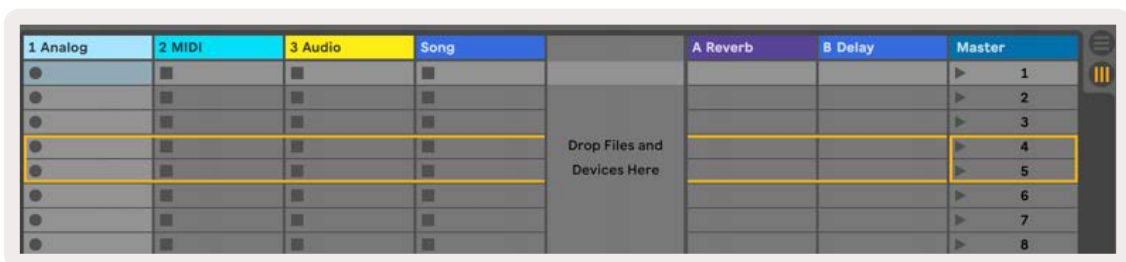 1 Analog 2 MIDI 3 Audio Song A Reverb B Delay Master
1
2
3
Drop Files and 4
Devices Here 5
6
7
8